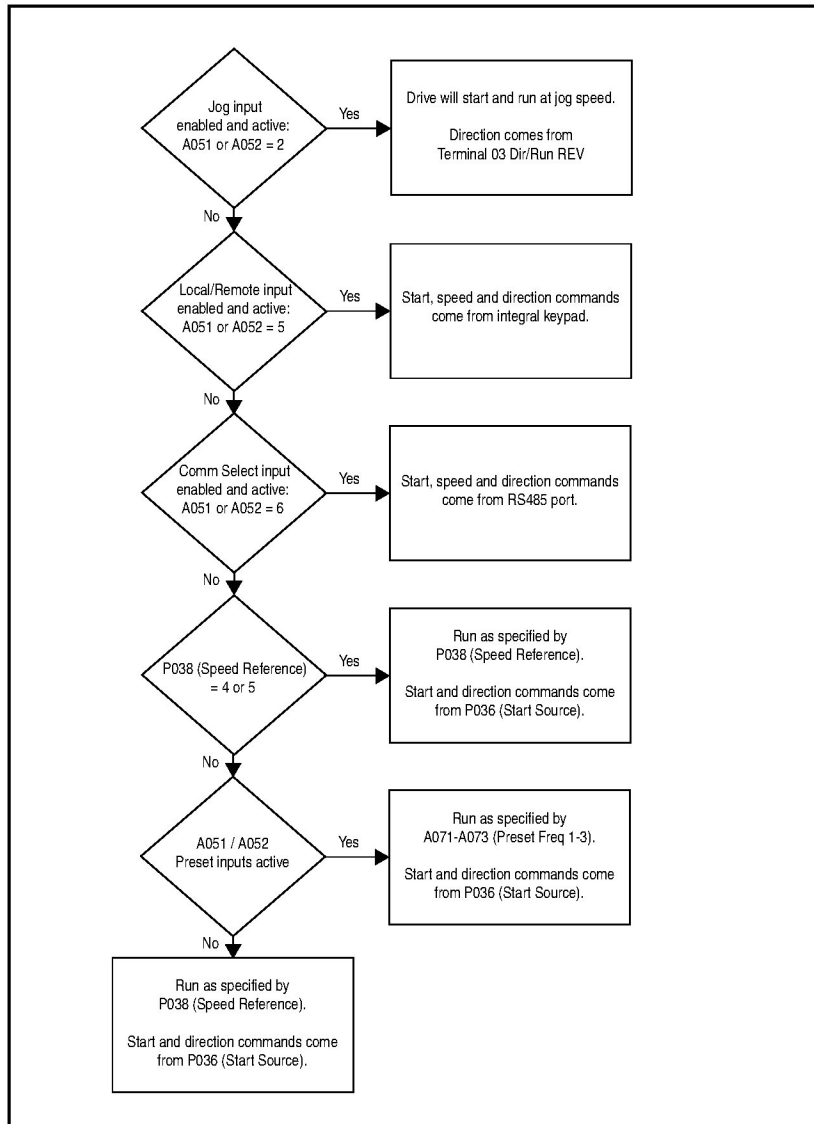 Jog input
enabled and active:
A051 or A052 = 2
Yes
Drive will start and run at jog speed.
Direction comes from
Terminal 03 Dir/Run REV
No
Local/Remote input
enabled and active:
A051 or A052 = 5
Yes
Start, speed and direction commands
come from integral keypad.
No
Comm Select input
enabled and active:
A051 or A052 = 6
Yes
Start, speed and direction commands
come from RS485 port.
No
P038 (Speed Reference)
= 4 or 5
Yes
Run as specified by
P038 (Speed Reference).
Start and direction commands come
from P036 (Start Source).
No
A051 / A052
Preset inputs active
Yes
Run as specified by
A071-A073 (Preset Freq 1-3).
Start and direction commands come
from P036 (Start Source).
No
Run as specified by
P038 (Speed Reference).
Start and direction commands come
from P036 (Start Source).